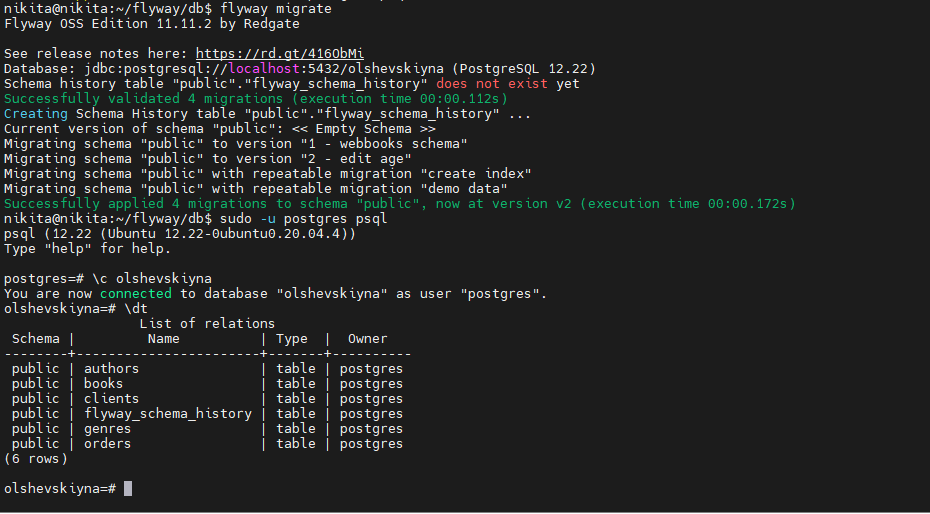 nikita@nikita:~/flyway/db$ flyway migrate
Flyway OSS Edition 11.11.2 by Redgate
See release notes here: https://rd.gt/416ObMi
Database: jdbc:postgresql://localhost:5432/olshevskiyna (PostgreSQL 12.22)
Schema history table "public"."flyway_schema_history" does not exist yet
Successfully validated 4 migrations (execution time 00:00.112s)
Creating Schema History table "public"."flyway_schema_history" ...
Current version of schema "public": << Empty Schema >>
Migrating schema "public" to version "1 - webbooks schema"
Migrating schema "public" to version "2 - edit age"
Migrating schema "public" with repeatable migration "create index"
Migrating schema "public" with repeatable migration "demo data"
Successfully applied 4 migrations to schema "public", now at version v2 (execution time 00:00.172s)
nikita@nikita:~/flyway/db$ sudo -u postgres psql
psql (12.22 (Ubuntu 12.22-0ubuntu0.20.04.4))
Type "help" for help.
postgres=# \c olshevskiyna
You are now connected to database "olshevskiyna" as user "postgres".
olshevskiyna=# \dt
                 List of relations
 Schema |         Name          | Type  |  Owner
--------+-----------------------+-------+----------
 public | authors               | table | postgres
 public | books                 | table | postgres
 public | clients               | table | postgres
 public | flyway_schema_history | table | postgres
 public | genres                | table | postgres
 public | orders                | table | postgres
(6 rows)
olshevskiyna=#